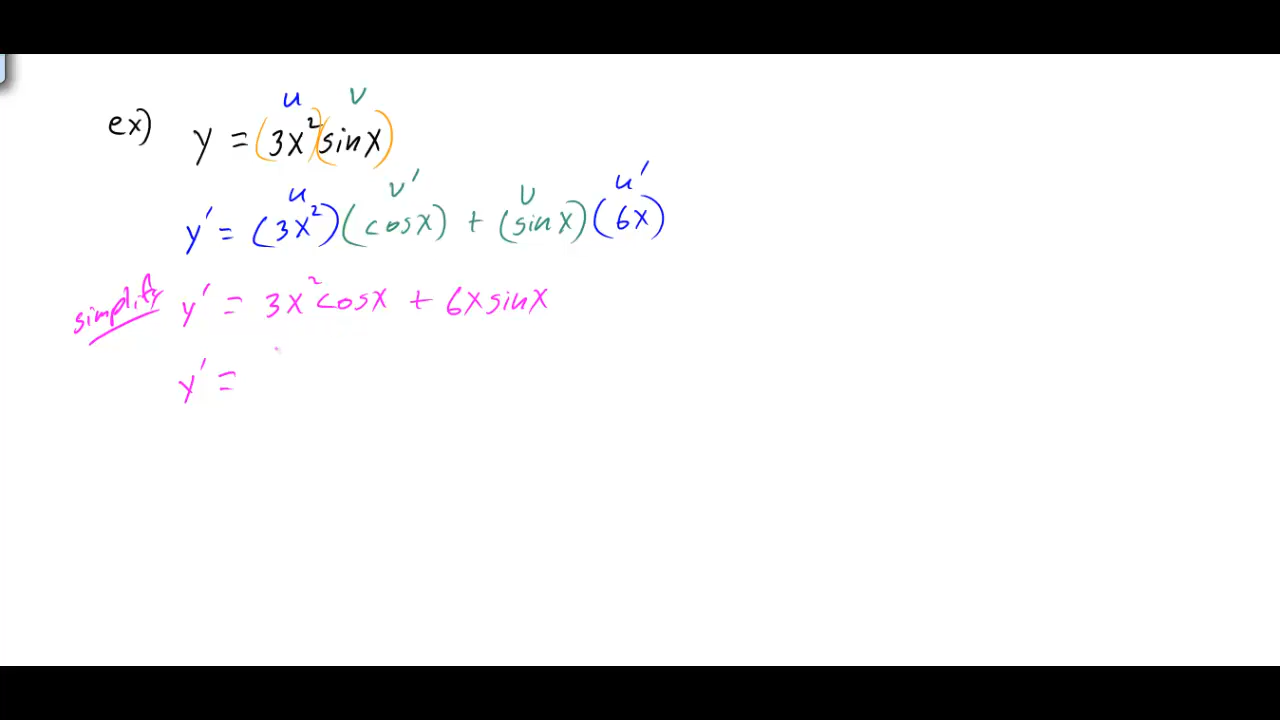 u v
ex) y = (3x²)(sinx)
u v' v u'
y' = (3x²)(cosx) + (sinx)(6x)
simplify y' = 3x²cosx + 6xsinx
y' =